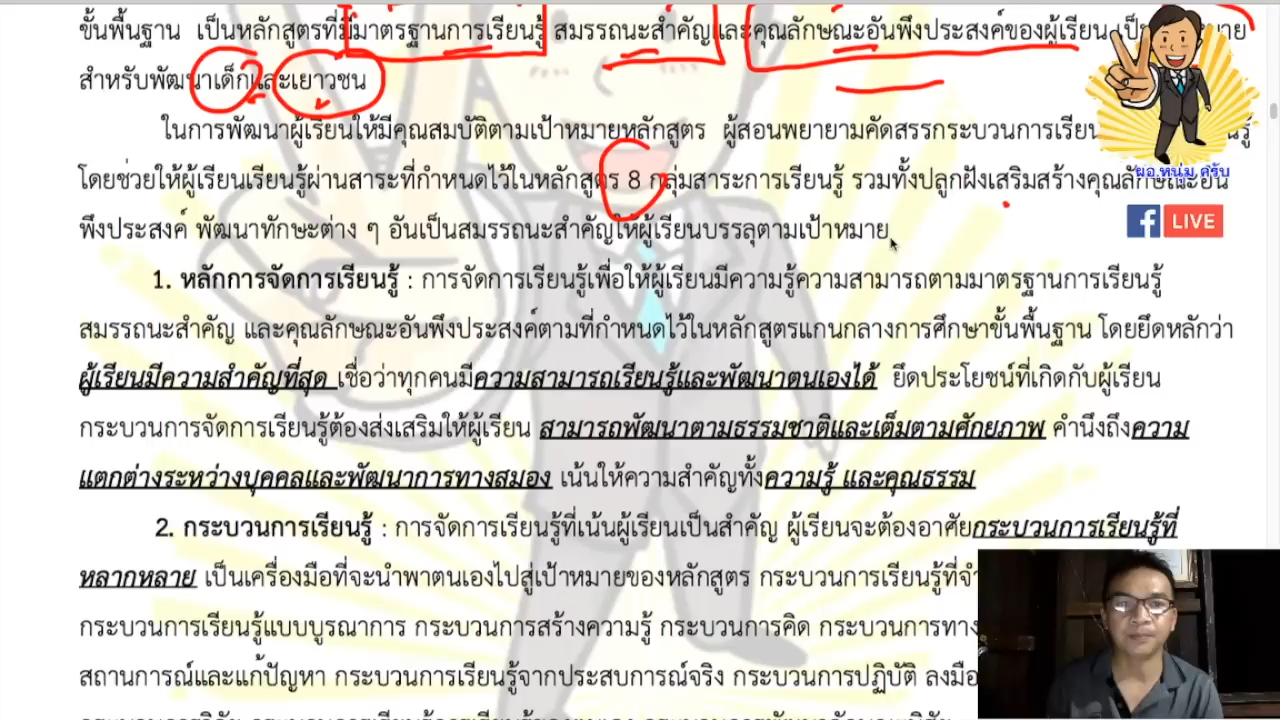 ขั้นพื้นฐาน เป็นหลักสูตรที่มีมาตรฐานการเรียนรู้ สมรรถนะสำคัญและคุณลักษณะอันพึงประสงค์ของผู้เรียน
สำหรับพัฒนาเด็กและเยาวชน
ในการพัฒนาผู้เรียนให้มีคุณสมบัติตามเป้าหมายหลักสูตร ผู้สอนพยายามคัดสรรกระบวนการเรียน
โดยช่วยให้ผู้เรียนเรียนรู้ผ่านสาระที่กำหนดไว้ในหลักสูตร 8 กลุ่มสาระการเรียนรู้ รวมทั้งปลูกฝังเสริมสร้างคุณลักษณะอัน
ผอ.หนุ่ม ครับ
พึงประสงค์ พัฒนาทักษะต่าง ๆ อันเป็นสมรรถนะสำคัญให้ผู้เรียนบรรลุตามเป้าหมาย
f LIVE
1. หลักการจัดการเรียนรู้ : การจัดการเรียนรู้เพื่อให้ผู้เรียนมีความรู้ความสามารถตามมาตรฐานการเรียนรู้
สมรรถนะสำคัญ และคุณลักษณะอันพึงประสงค์ตามที่กำหนดไว้ในหลักสูตรแกนกลางการศึกษาขั้นพื้นฐาน โดยยึดหลักว่า
ผู้เรียนมีความสำคัญที่สุด เชื่อว่าทุกคนมีความสามารถเรียนรู้และพัฒนาตนเองได้ ยึดประโยชน์ที่เกิดกับผู้เรียน
กระบวนการจัดการเรียนรู้ต้องส่งเสริมให้ผู้เรียน สามารถพัฒนาตามธรรมชาติและเต็มตามศักยภาพ คำนึงถึงความ
แตกต่างระหว่างบุคคลและพัฒนาการทางสมอง เน้นให้ความสำคัญทั้งความรู้ และคุณธรรม
2. กระบวนการเรียนรู้ : การจัดการเรียนรู้ที่เน้นผู้เรียนเป็นสำคัญ ผู้เรียนจะต้องอาศัยกระบวนการเรียนรู้ที่
หลากหลาย เป็นเครื่องมือที่จะนำพาตนเองไปสู่เป้าหมายของหลักสูตร กระบวนการเรียนรู้ที่
กระบวนการเรียนรู้แบบบูรณาการ กระบวนการสร้างความรู้ กระบวนการคิด กระบวนการทาง
สถานการณ์และแก้ปัญหา กระบวนการเรียนรู้จากประสบการณ์จริง กระบวนการปฏิบัติ ลงมือ